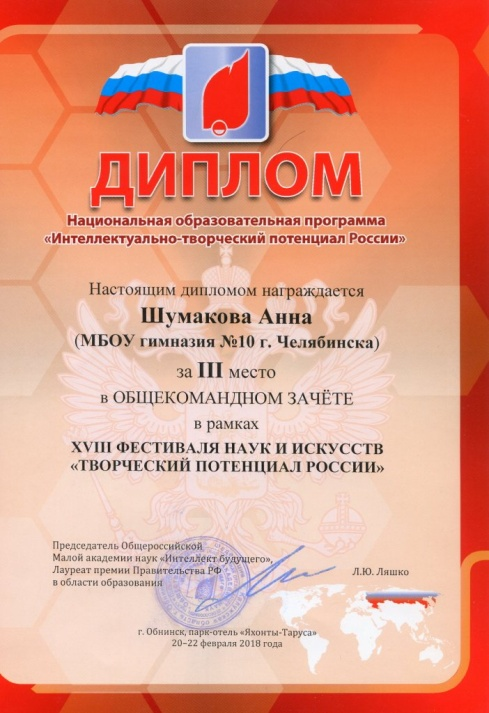 ДИПЛОМ
Национальная образовательная программа
«Интеллектуально-творческий потенциал России»
Настоящим дипломом награждается
Шумакова Анна
(МБОУ гимназия №10 г. Челябинска)
за III место
в ОБЩЕКОМАНДНОМ ЗАЧЁТЕ
в рамках
XVIII ФЕСТИВАЛЯ НАУК И ИСКУССТВ
«ТВОРЧЕСКИЙ ПОТЕНЦИАЛ РОССИИ»
Председатель Общероссийской
Малой академии наук «Интеллект будущего»,
Лауреат премии Правительства РФ
в области образования
Л.Ю. Ляшко
г. Обнинск, парк-отель «Яхонты-Таруса»
20–22 февраля 2018 года